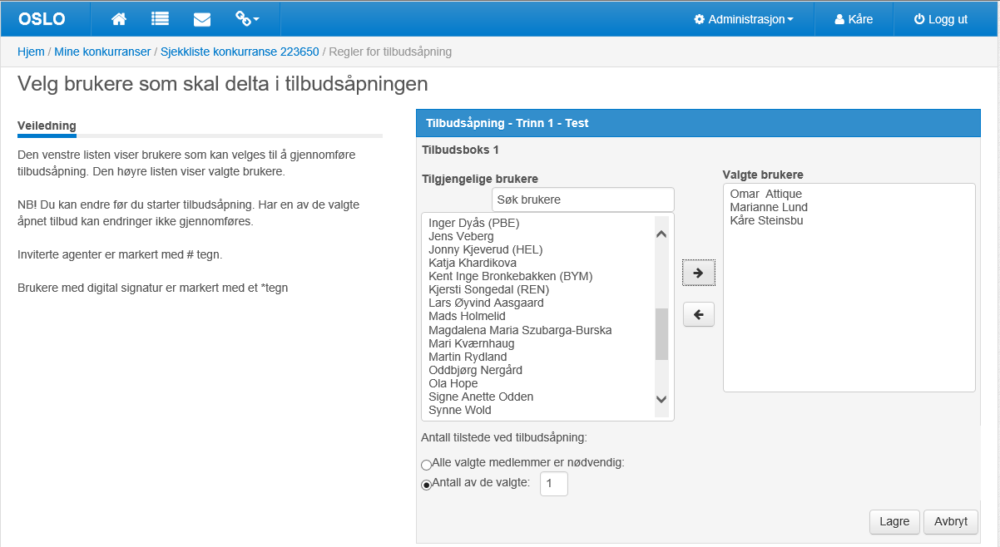 OSLO
Administrasjon
Kåre
Logg ut
Hjem / Mine konkurranser / Sjekkliste konkurranse 223650 / Regler for tilbudsåpning
Velg brukere som skal delta i tilbudsåpningen
Veiledning
Den venstre listen viser brukere som kan velges til å gjennomføre
tilbudsåpning. Den høyre listen viser valgte brukere.
NB! Du kan endre før du starter tilbudsåpning. Har en av de valgte
åpnet tilbud kan endringer ikke gjennomføres.
Inviterte agenter er markert med # tegn.
Brukere med digital signatur er markert med et *tegn
Tilbudsåpning - Trinn 1 - Test
Tilbudsboks 1
Tilgjengelige brukere
Søk brukere
Inger Dyås (PBE)
Jens Veberg
Jonny Kjeverud (HEL)
Katja Khardikova
Kent Inge Bronkebakken (BYM)
Kjersti Songedal (REN)
Lars Øyvind Aasgaard
Mads Holmelid
Magdalena Maria Szubarga-Burska
Mari Kværnhaug
Martin Rydland
Oddbjørg Nergård
Ola Hope
Signe Anette Odden
Synne Wold
Valgte brukere
Omar  Attique
Marianne Lund
Kåre Steinsbu
Antall tilstede ved tilbudsåpning:
Alle valgte medlemmer er nødvendig:
Antall av de valgte: 1
Lagre
Avbryt